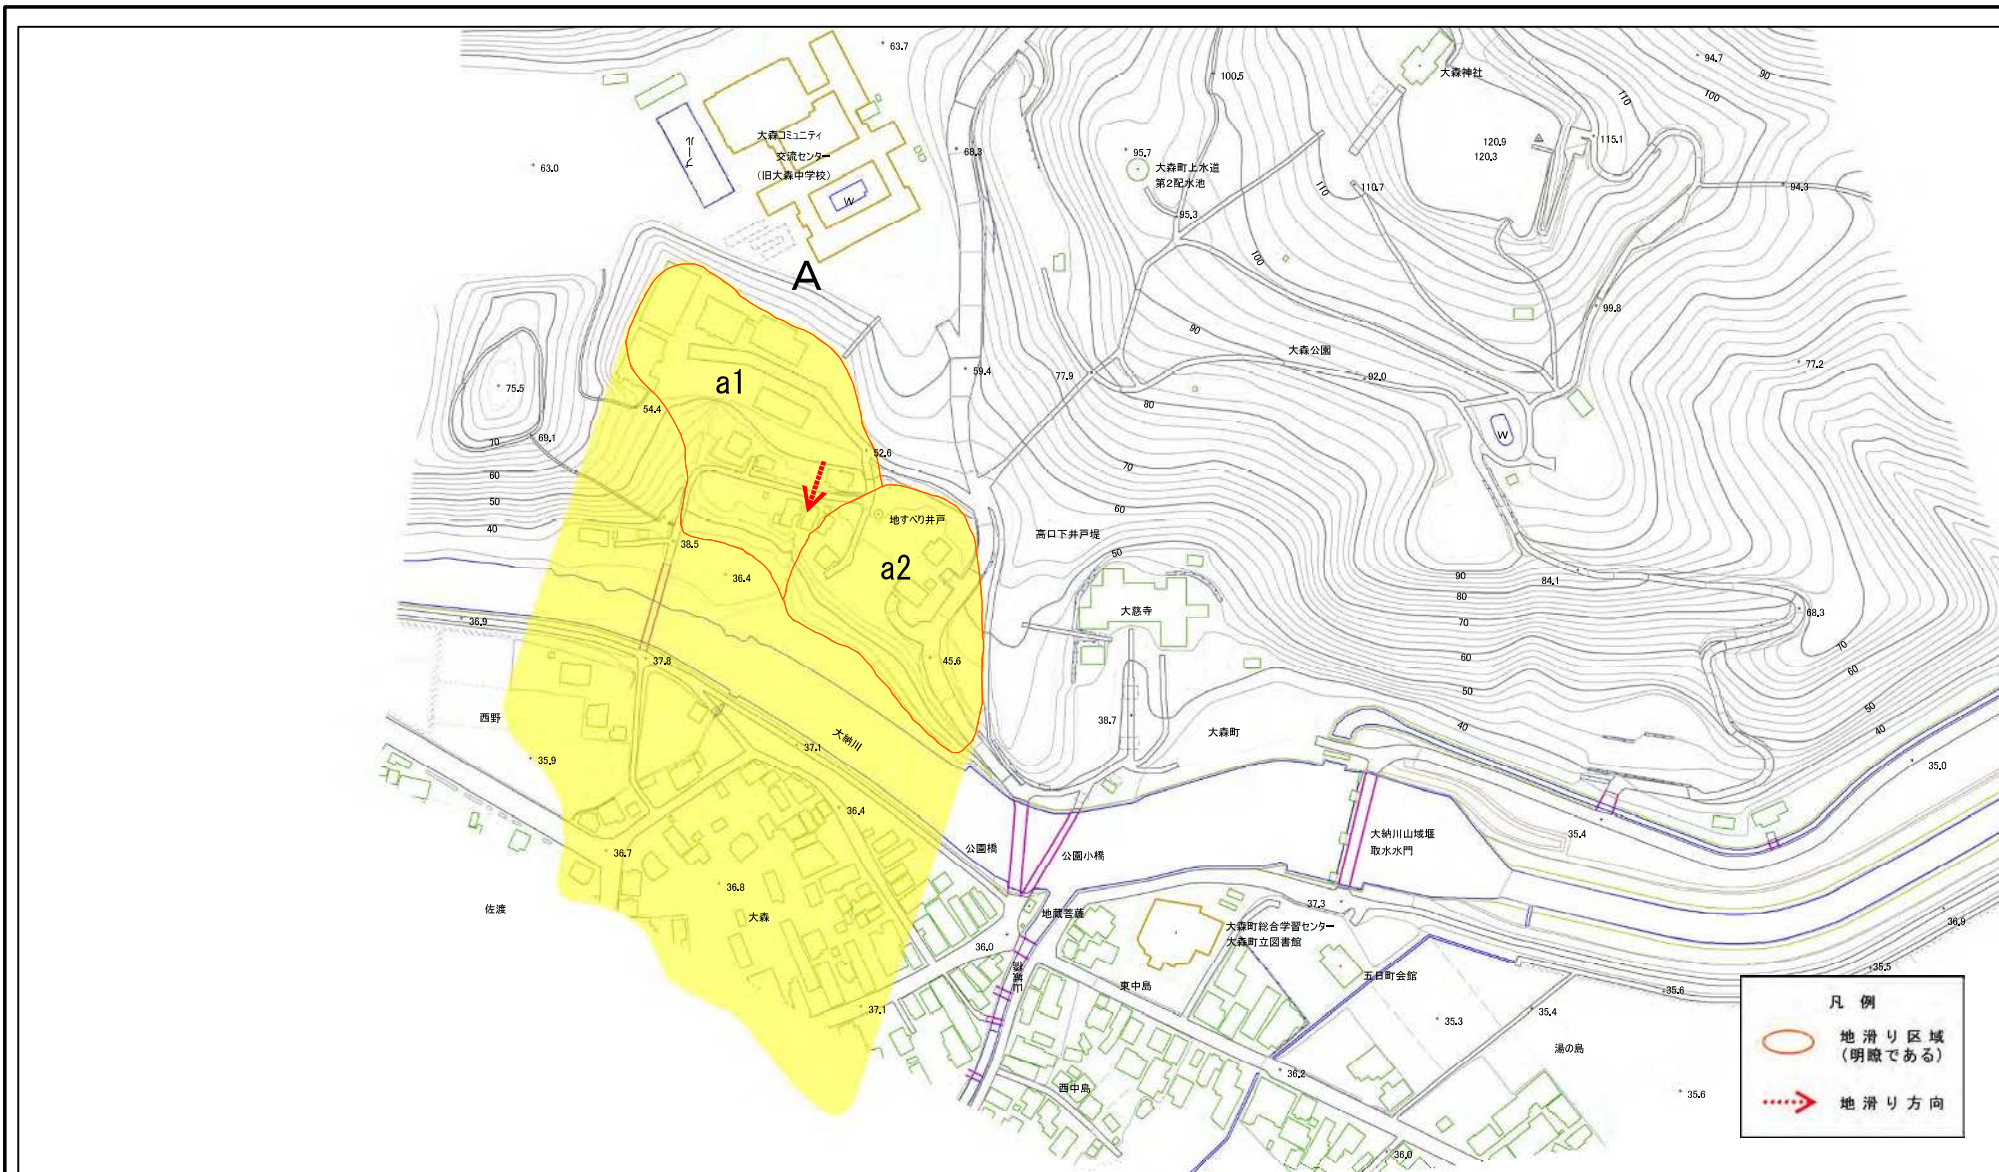 63.7
大森神社
94.7
90
100.5
100
110
大森コミュニティ
交流センター
(旧大森中学校)
プール
W
68.3
63.0
95.7
大森町上水道
第2配水池
120.9
120.3
115.1
110
110.7
94.3
95.3
100
A
99.8
90
大森公園
75.5
a1
59.4
77.9
92.0
77.2
80
54.4
70
69.1
52.6
W
70
60
50
40
60
地すべり井戸
高口下井戸堤
38.5
50
a2
36.4
90
84.1
80
大慈寺
68.3
36.9
70
37.8
45.6
60
70
60
50
50
40
西野
38.7
大森町
40
大納川
37.1
35.9
35.0
36.4
大納川山城堰
取水水門
35.4
公園橋
公園小橋
36.7
36.8
佐渡
大森
地蔵菩薩
37.3
大森町総合学習センター
大森町立図書館
36.9
36.0
山城橋
五日町会館
35.5
東中島
35.6
37.1
35.3
35.4
湯の島
36.2
西中島
35.6
36.0
凡 例
地 滑 り 区 域
(明瞭である)
地 滑 り 方 向